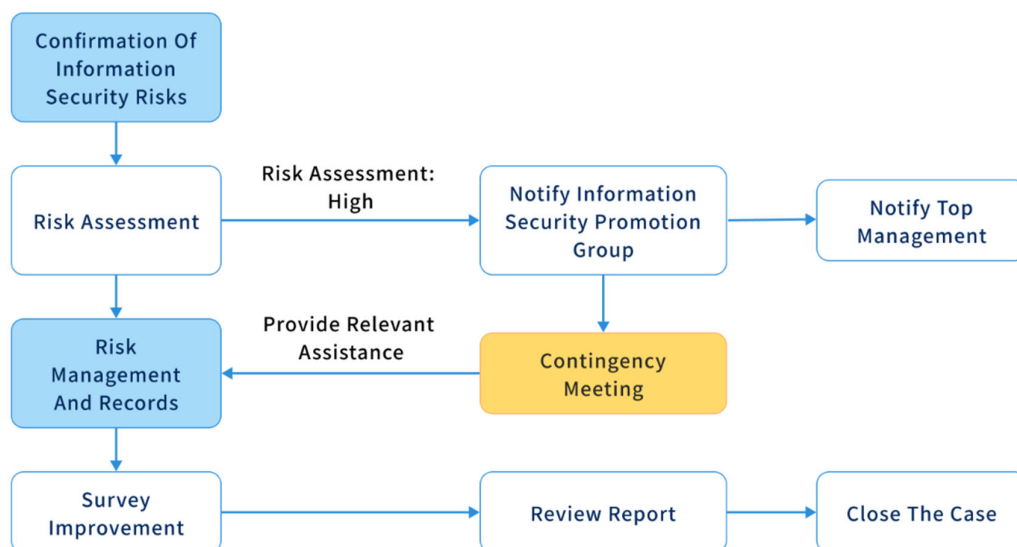 Confirmation Of
Information
Security Risks
Risk Assessment
Risk Assessment:
High
Notify Information
Security Promotion
Group
Notify Top
Management
Risk
Management
And Records
Provide Relevant
Assistance
Contingency
Meeting
Survey
Improvement
Review Report
Close The Case